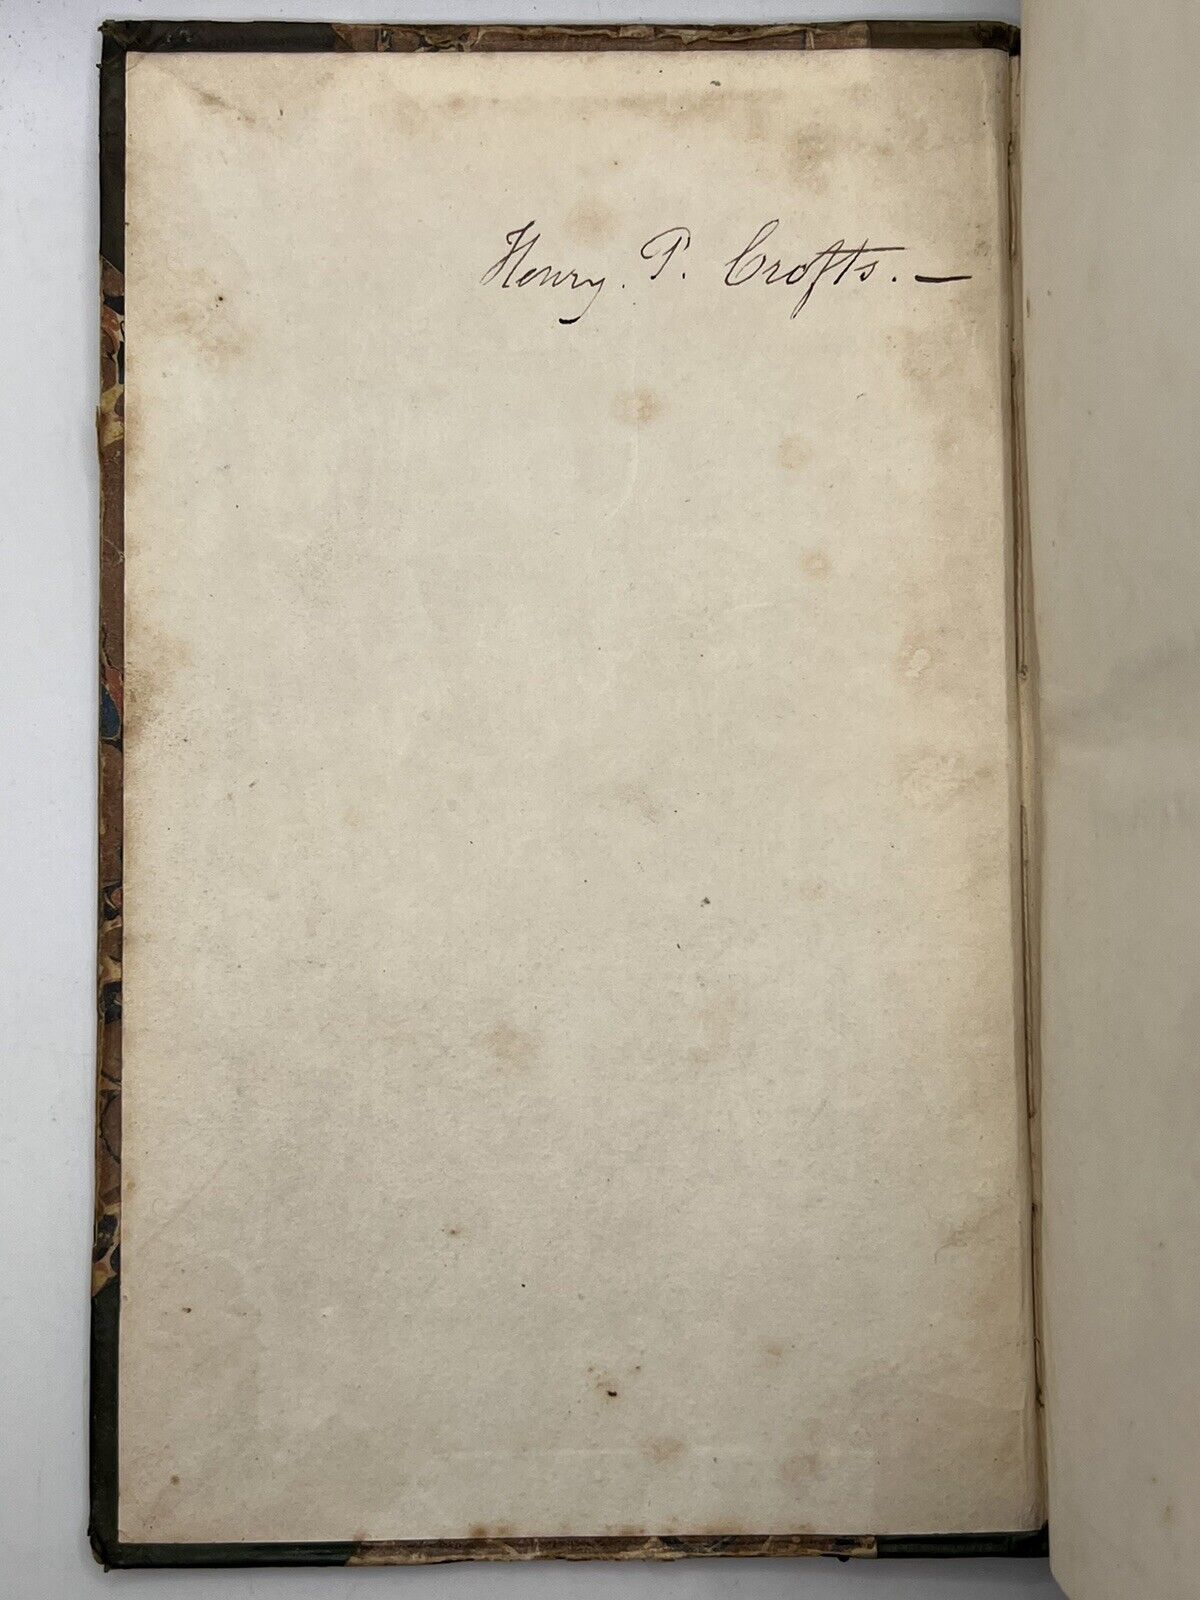 Henry. P. Crofts. —